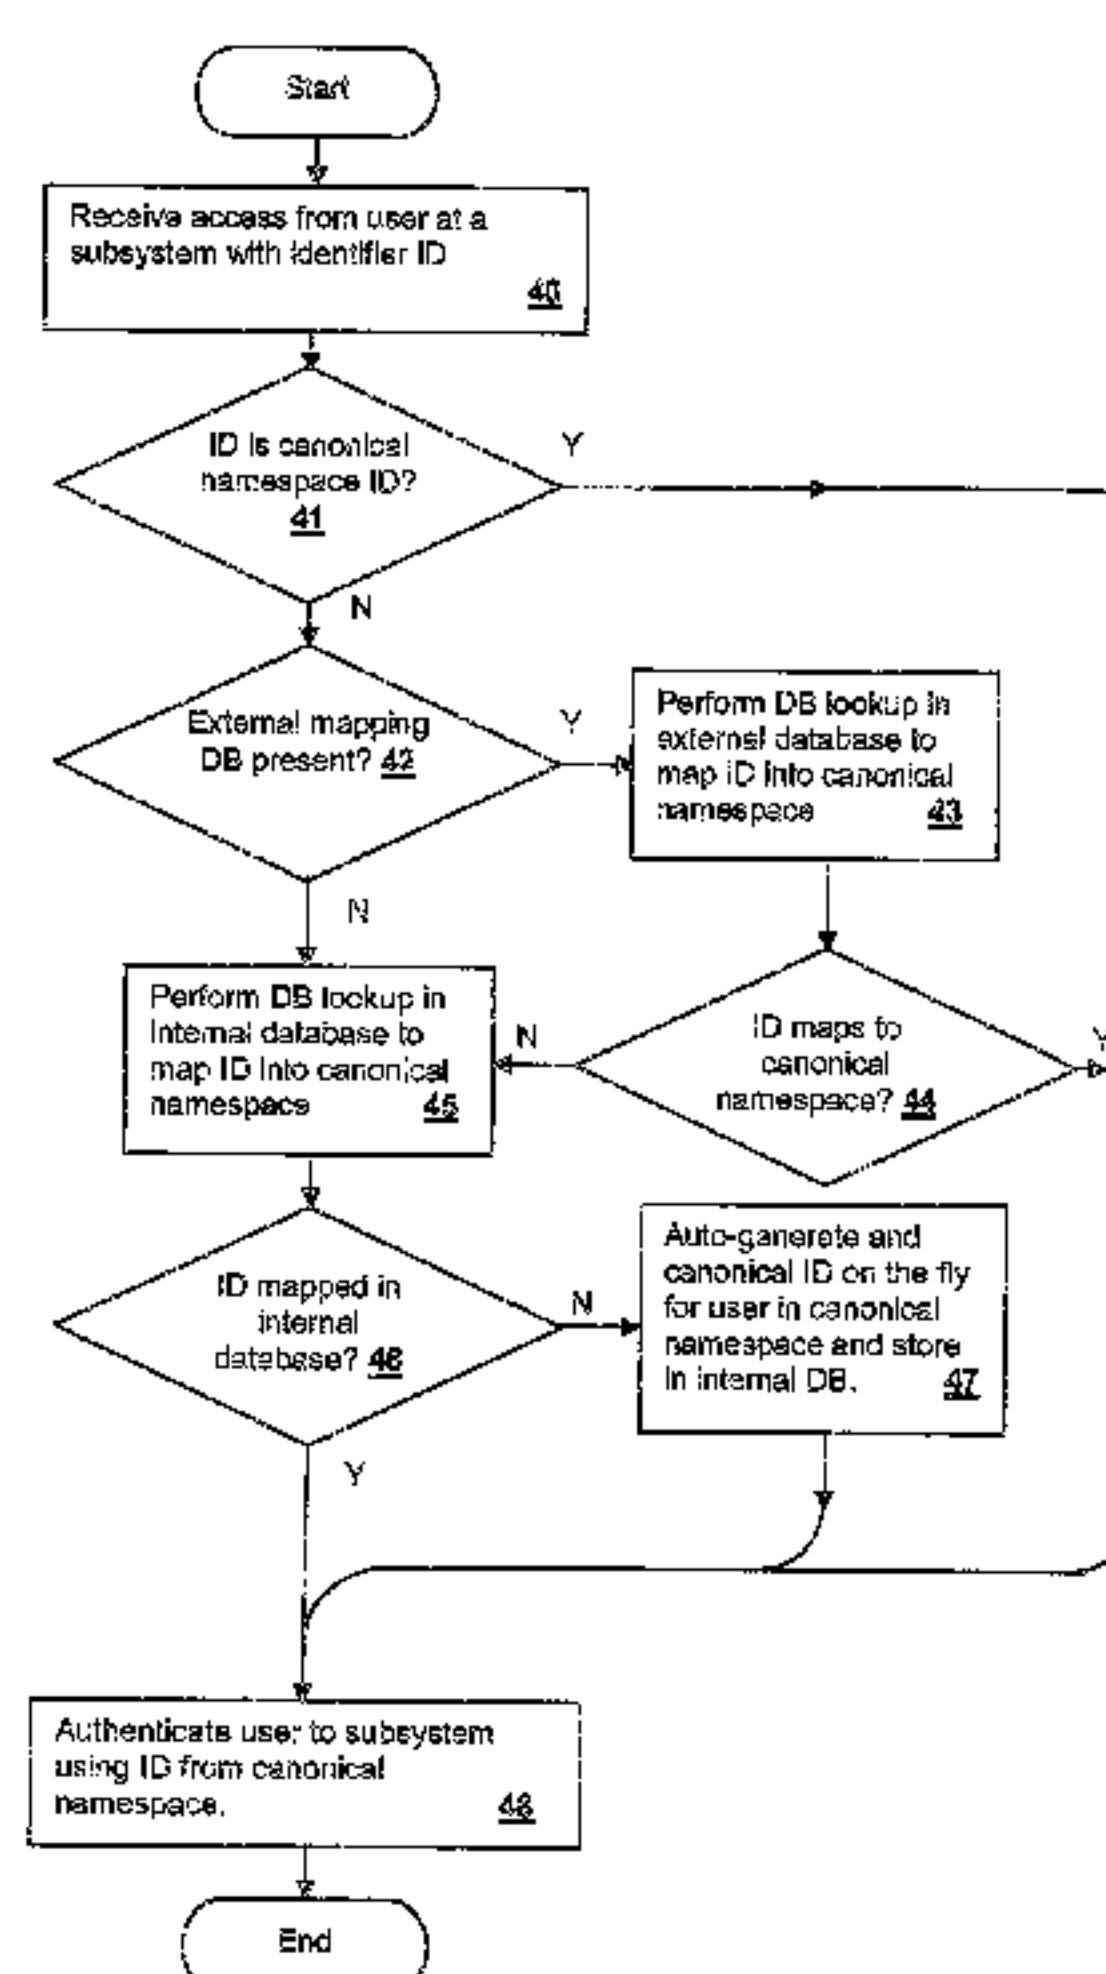 Start
Receive access from user at a
subsystem with identifier ID
40
ID is canonical
namespace ID?
41
Y
N
External mapping
DB present? 42
Y
N
Perform DB lookup in
external database to
map ID into canonical
namespace 43
Perform DB lookup in
Internal database to
map ID into canonical
namespace 45
N
ID maps to
canonical
namespace? 44
Y
ID mapped in
internal
database? 46
N
Y
Auto-generete and
canonical ID on the fly
for user in canonical
namespace and store
in internal DB. 47
Authenticate user to subsystem
using ID from canonical
namespace. 48
End